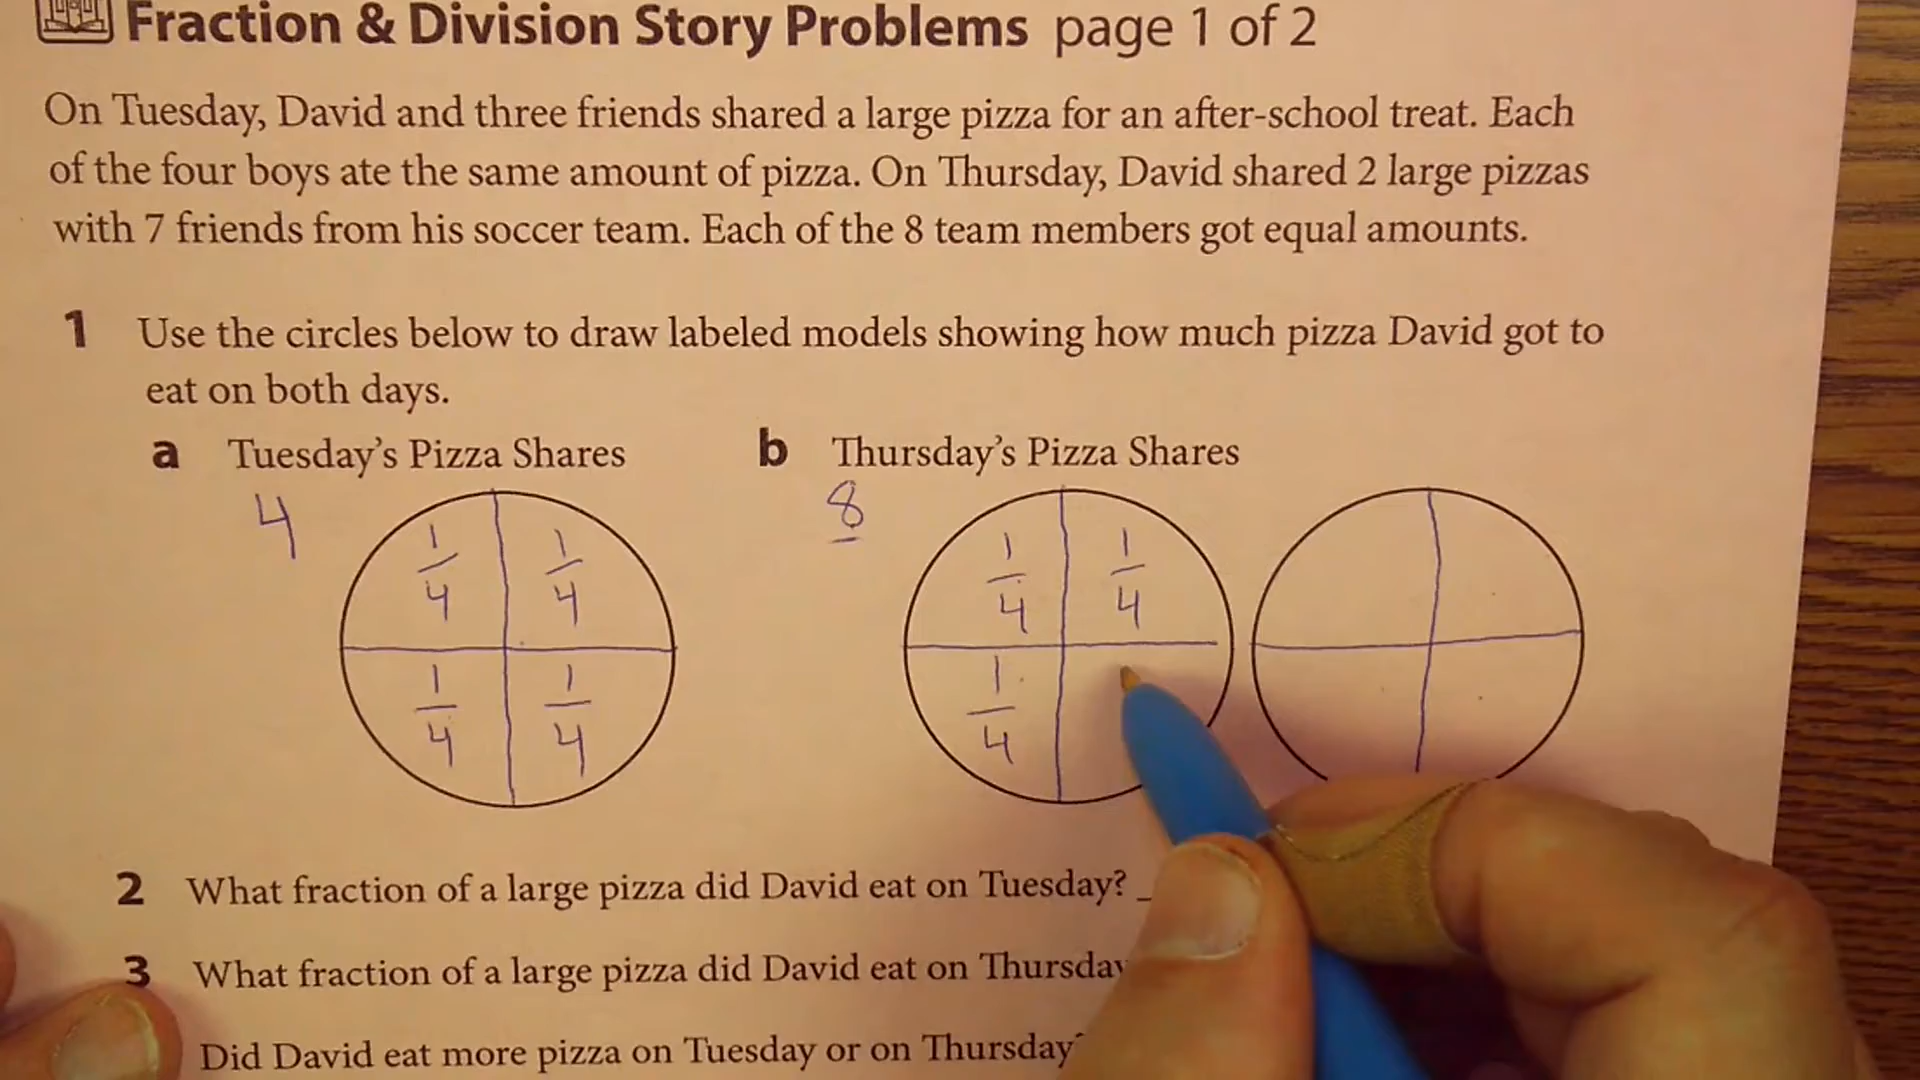 Fraction & Division Story Problems page 1 of 2
On Tuesday, David and three friends shared a large pizza for an after-school treat. Each
of the four boys ate the same amount of pizza. On Thursday, David shared 2 large pizzas
with 7 friends from his soccer team. Each of the 8 team members got equal amounts.
1 Use the circles below to draw labeled models showing how much pizza David got to
eat on both days.
a Tuesday's Pizza Shares
b Thursday's Pizza Shares
4
1/4 1/4
1/4 1/4
8
1/4 1/4
1/4
2 What fraction of a large pizza did David eat on Tuesday?
3 What fraction of a large pizza did David eat on Thursday
Did David eat more pizza on Tuesday or on Thursday?